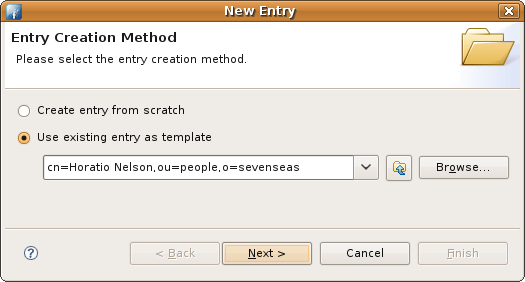 New Entry
Entry Creation Method
Please select the entry creation method.
Create entry from scratch
Use existing entry as template
cn=Horatio Nelson,ou=people,o=sevenseas
Browse...
< Back
Next >
Cancel
Finish